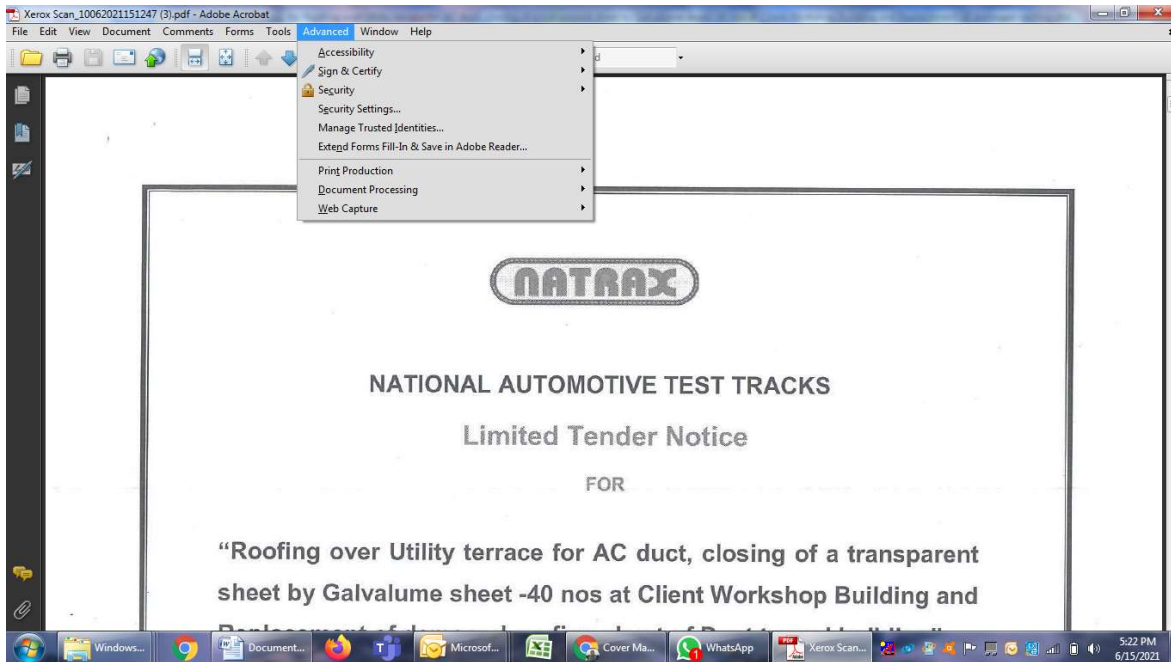 Xerox Scan_10062021151247 (3).pdf - Adobe Acrobat
File Edit View Document Comments Forms Tools Advanced Window Help
Accessibility
Sign & Certify
Security
Security Settings...
Manage Trusted Identities...
Extend Forms Fill-In & Save in Adobe Reader...
Print Production
Document Processing
Web Capture
NATRAX
NATIONAL AUTOMOTIVE TEST TRACKS
Limited Tender Notice
FOR
“Roofing over Utility terrace for AC duct, closing of a transparent
sheet by Galvalume sheet -40 nos at Client Workshop Building and
Windows... Document... Microsof... Cover Ma... WhatsApp Xerox Scan... 5:22 PM
6/15/2021